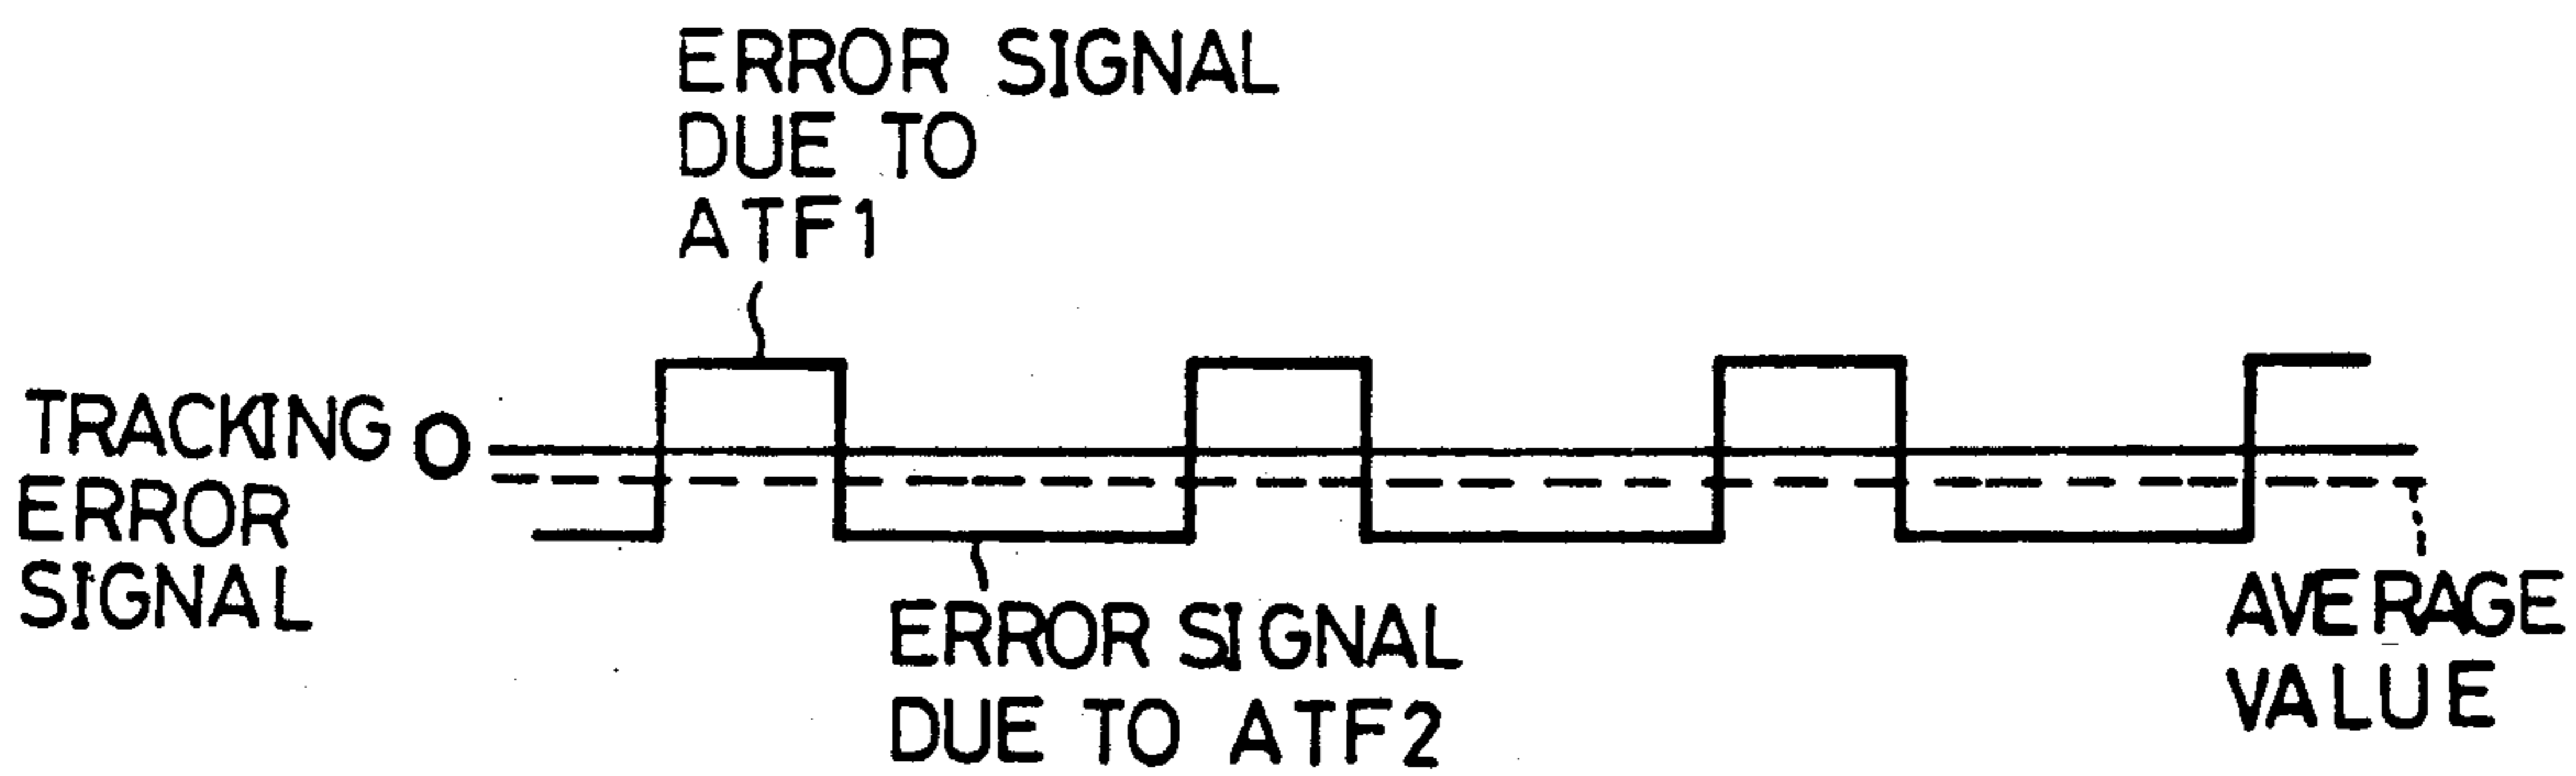 ERROR SIGNAL
DUE TO
ATF1
TRACKING
ERROR
SIGNAL
O
ERROR SIGNAL
DUE TO ATF2
AVERAGE
VALUE